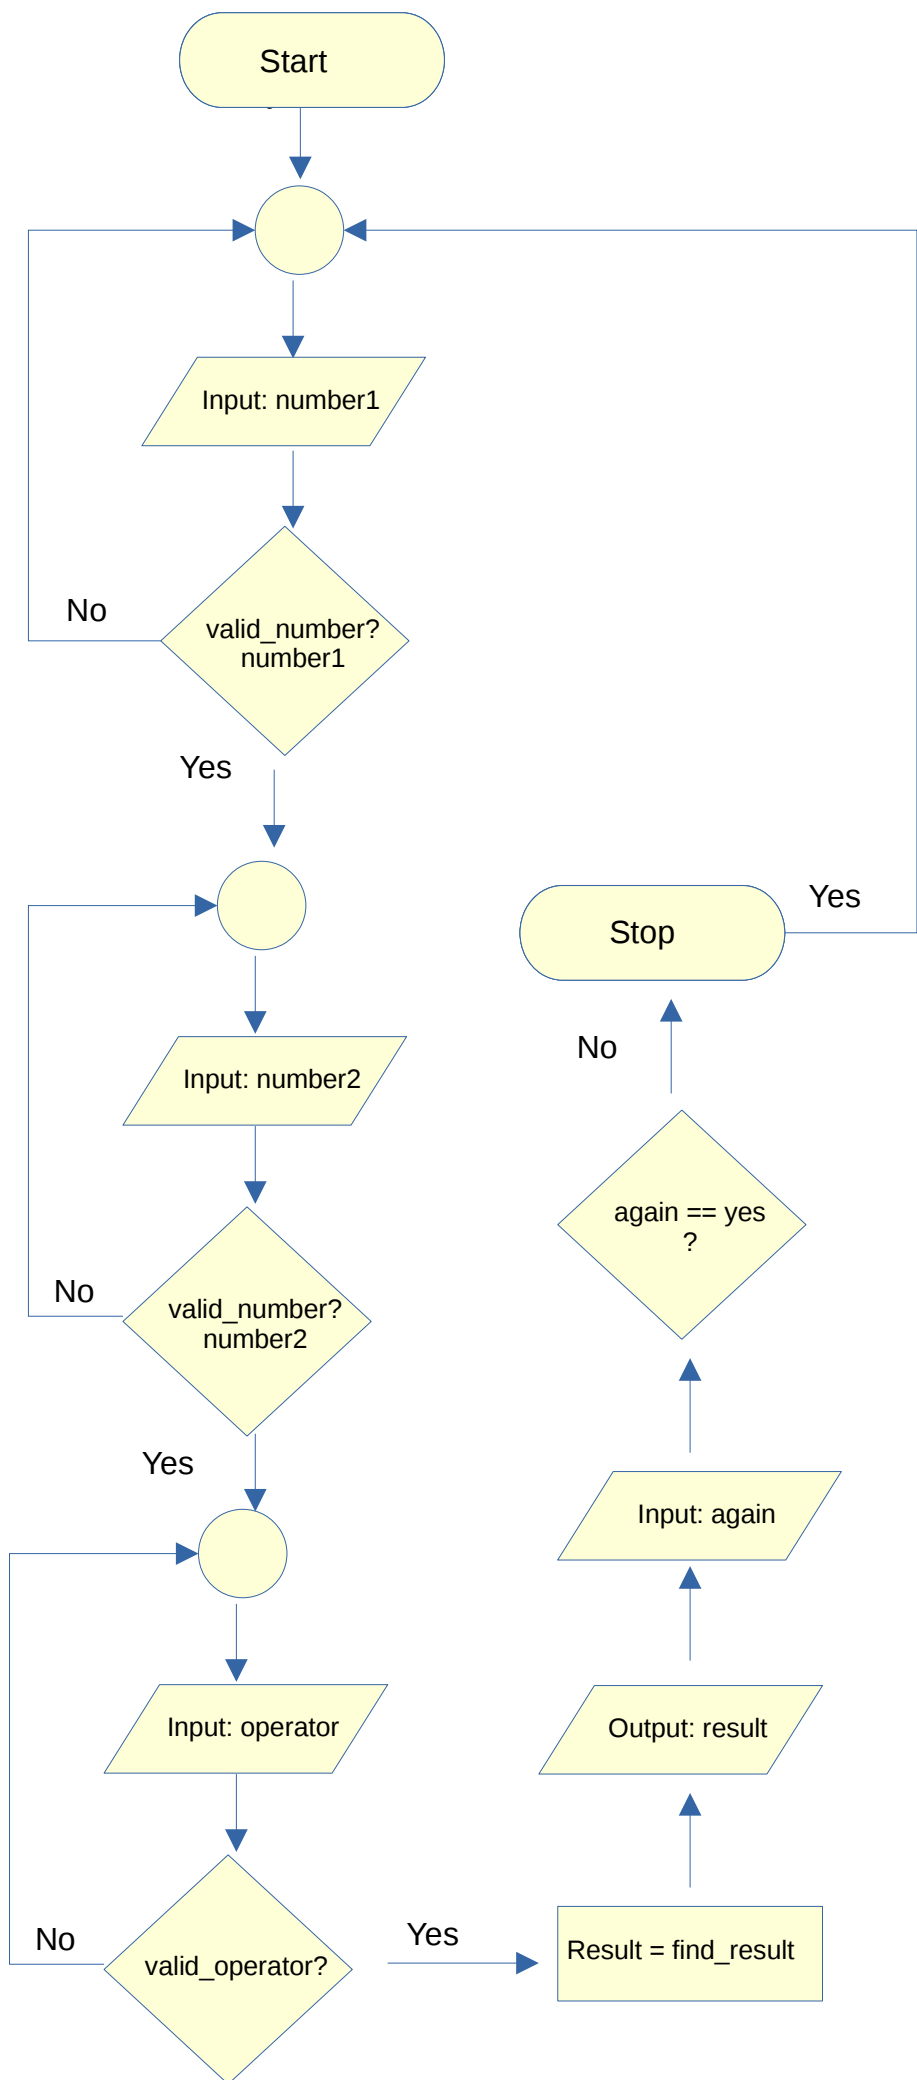 Start
Input: number1
No
valid_number?
number1
Yes
Input: number2
No
valid_number?
number2
Yes
Input: operator
No
valid_operator?
Yes
Result = find_result
Output: result
Input: again
again == yes
?
No
Stop
Yes